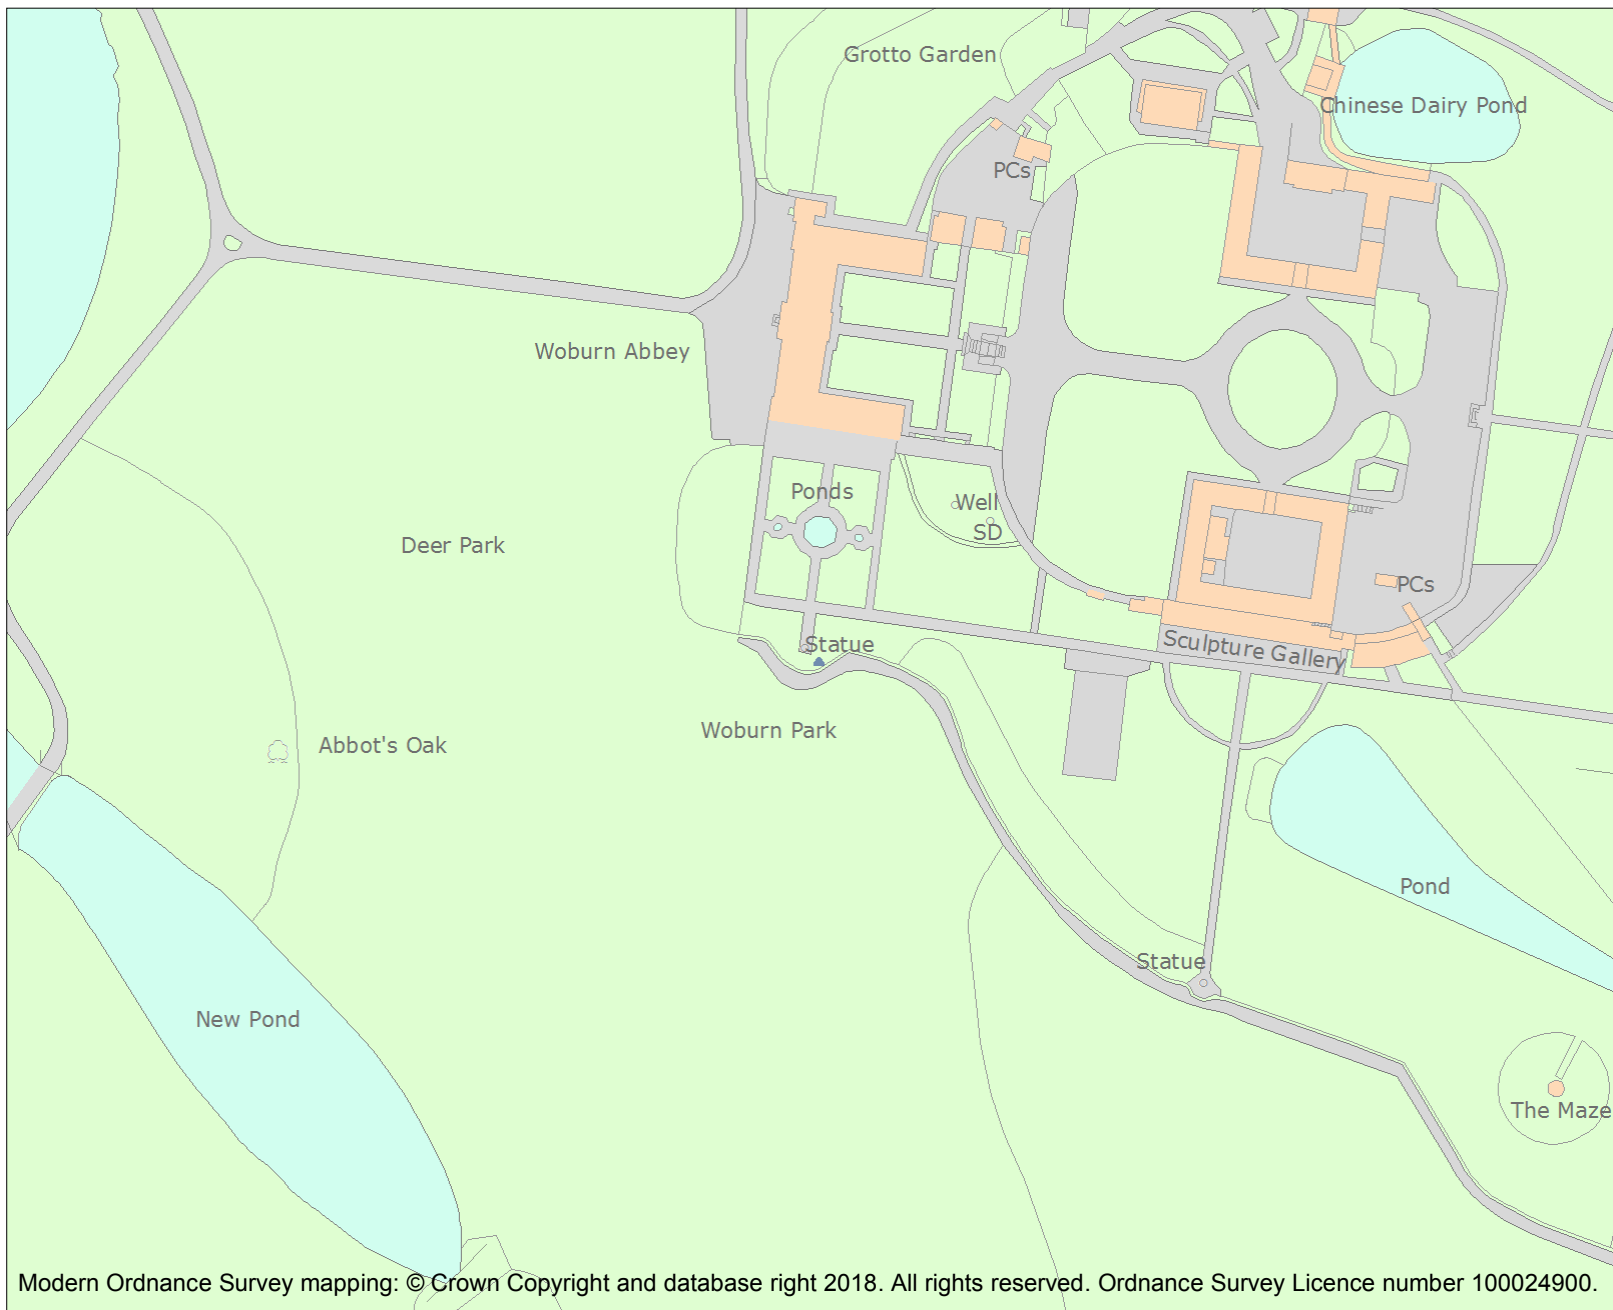 Grotto Garden
Chinese Dairy Pond
PCs
Woburn Abbey
Ponds
Well
SD
Deer Park
PCs
Statue
Sculpture Gallery
Woburn Park
Abbot's Oak
Pond
Statue
New Pond
The Maze
Modern Ordnance Survey mapping: © Crown Copyright and database right 2018. All rights reserved. Ordnance Survey Licence number 100024900.